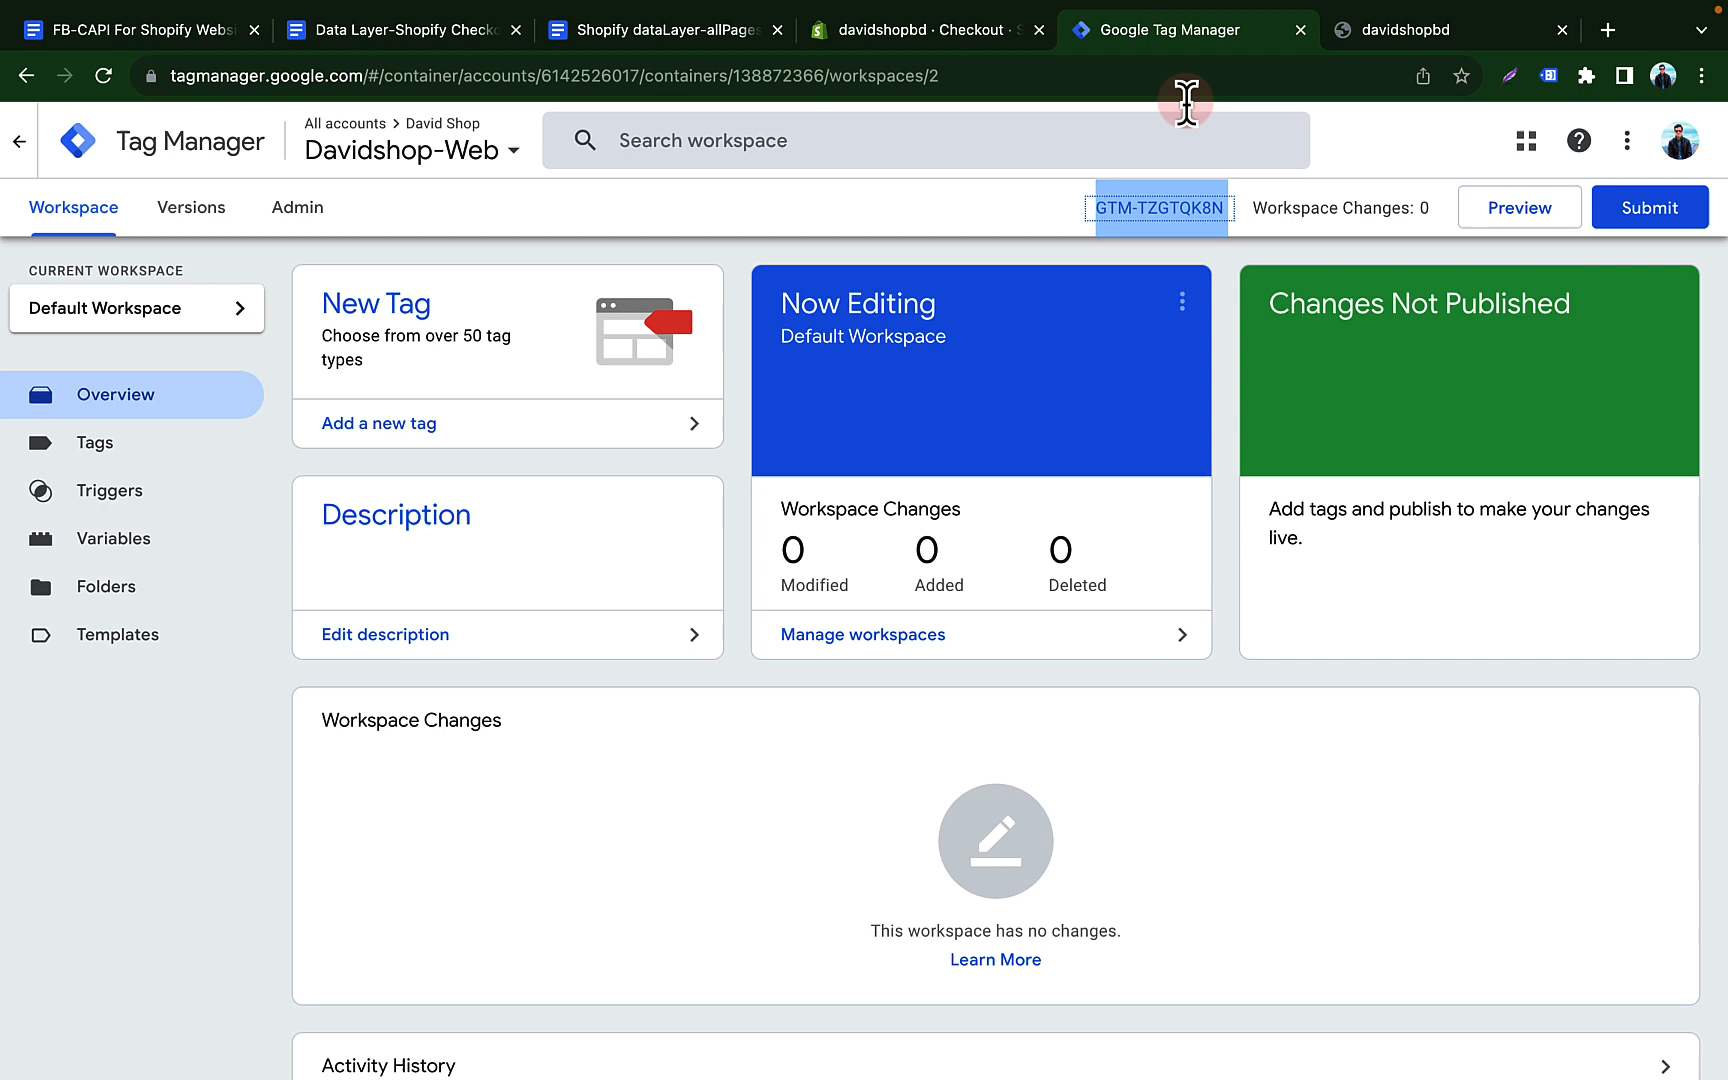 FB-CAPI For Shopify Websi
Data Layer-Shopify Checko
Shopify dataLayer-allPages
davidshopbd · Checkout · S
Google Tag Manager
davidshopbd
tagmanager.google.com/#/container/accounts/6142526017/containers/138872366/workspaces/2
Tag Manager
All accounts > David Shop
Davidshop-Web
Search workspace
Workspace
Versions
Admin
GTM-TZGTQK8N
Workspace Changes: 0
Preview
Submit
CURRENT WORKSPACE
Default Workspace
Overview
Tags
Triggers
Variables
Folders
Templates
New Tag
Choose from over 50 tag
types
Add a new tag
Description
Edit description
Now Editing
Default Workspace
Workspace Changes
0 0 0
Modified Added Deleted
Manage workspaces
Changes Not Published
Add tags and publish to make your changes
live.
Workspace Changes
This workspace has no changes.
Learn More
Activity History